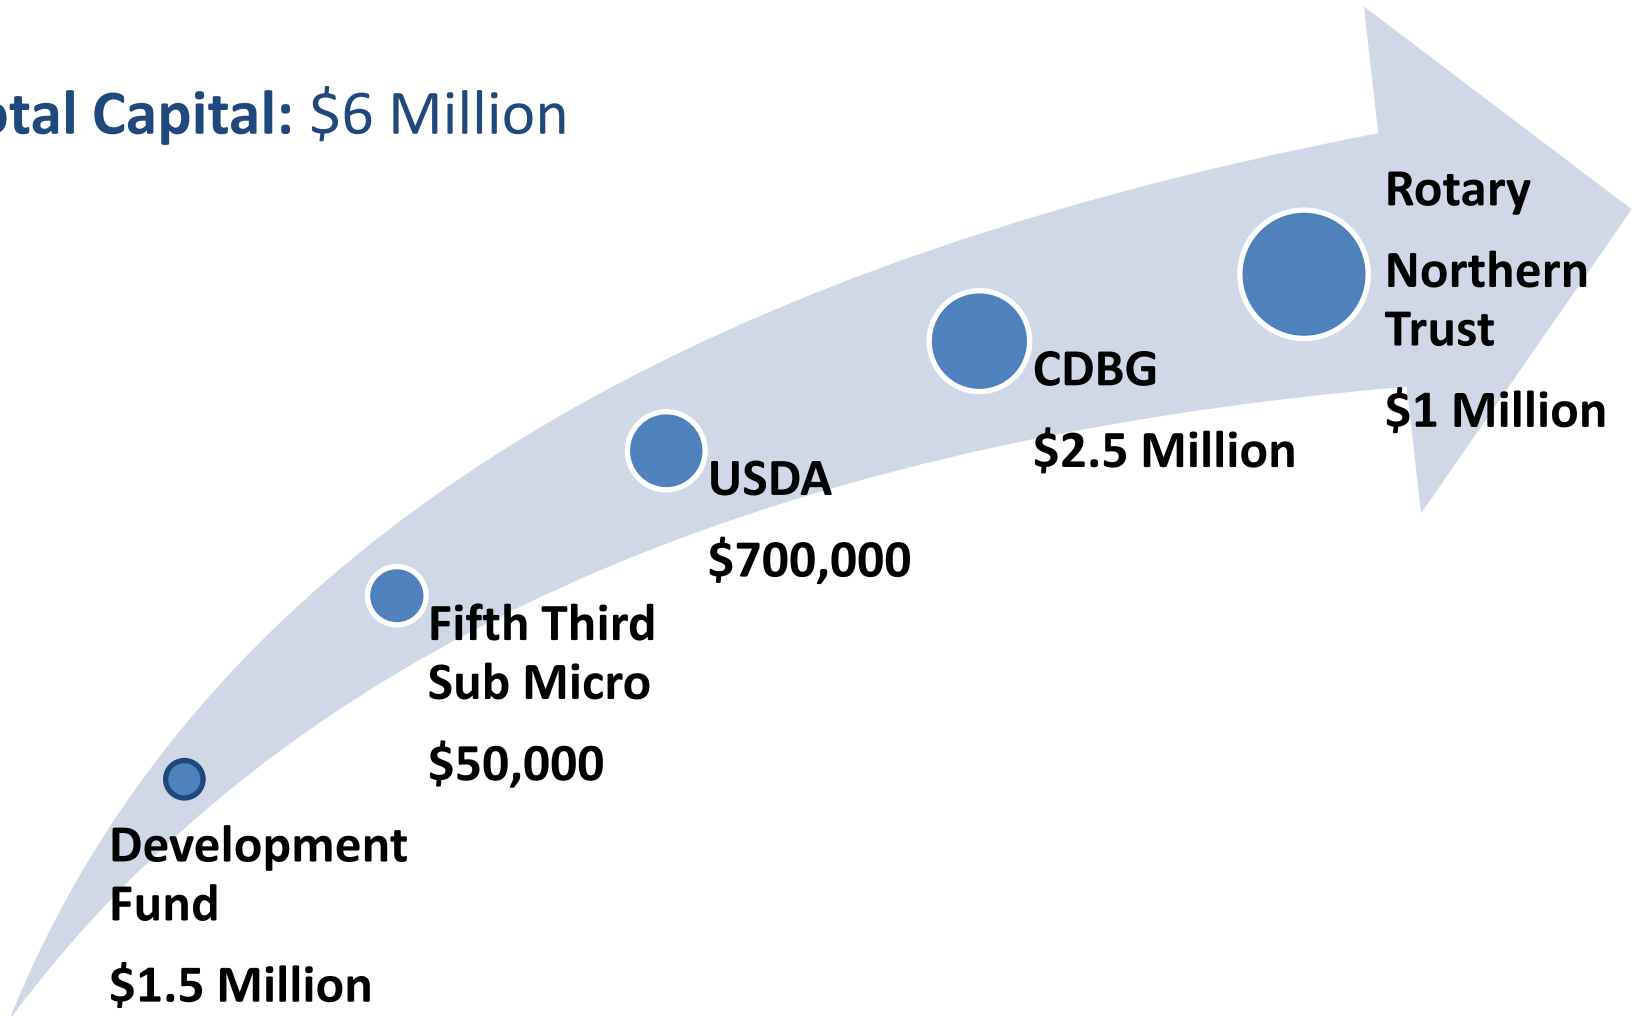 otal Capital: $6 Million
Rotary
Northern
Trust
$1 Million
CDBG
$2.5 Million
USDA
$700,000
Fifth Third
Sub Micro
$50,000
Development
Fund
$1.5 Million